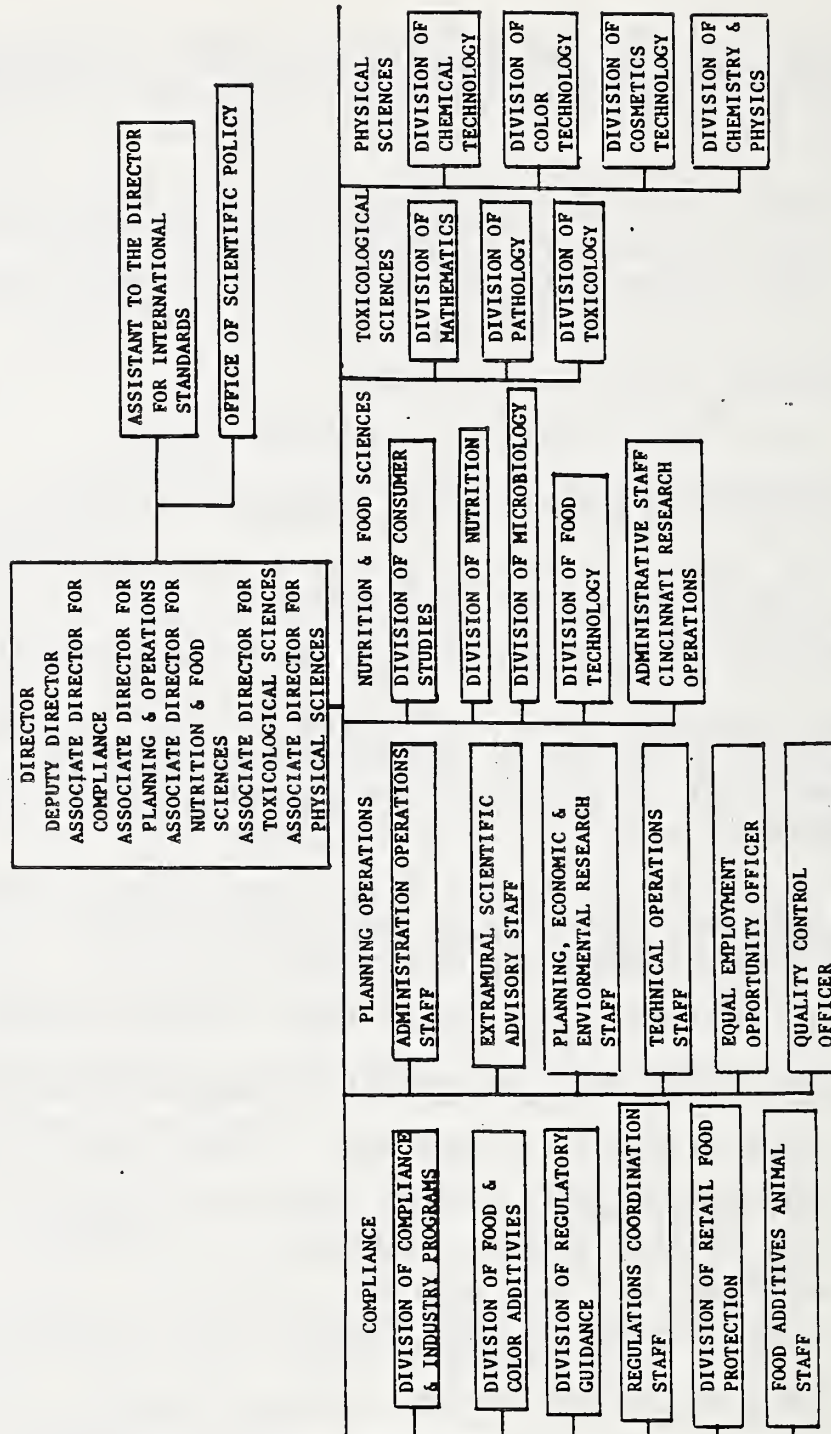 DIRECTOR
DEPUTY DIRECTOR
ASSOCIATE DIRECTOR FOR
COMPLIANCE
ASSOCIATE DIRECTOR FOR
PLANNING & OPERATIONS
ASSOCIATE DIRECTOR FOR
NUTRITION & FOOD
SCIENCES
ASSOCIATE DIRECTOR FOR
TOXICOLOGICAL SCIENCES
ASSOCIATE DIRECTOR FOR
PHYSICAL SCIENCES
ASSISTANT TO THE DIRECTOR
FOR INTERNATIONAL
STANDARDS
OFFICE OF SCIENTIFIC POLICY
COMPLIANCE
DIVISION OF COMPLIANCE
& INDUSTRY PROGRAMS
DIVISION OF FOOD &
COLOR ADDITIVIES
DIVISION OF REGULATORY
GUIDANCE
REGULATIONS COORDINATION
STAFF
DIVISION OF RETAIL FOOD
PROTECTION
FOOD ADDITIVES ANIMAL
STAFF
PLANNING OPERATIONS
ADMINISTRATION OPERATIONS
STAFF
EXTRAMURAL SCIENTIFIC
ADVISORY STAFF
PLANNING, ECONOMIC &
ENVIORMENTAL RESEARCH
STAFF
TECHNICAL OPERATIONS
STAFF
EQUAL EMPLOYMENT
OPPORTUNITY OFFICER
QUALITY CONTROL
OFFICER
NUTRITION & FOOD SCIENCES
DIVISION OF CONSUMER
STUDIES
DIVISION OF NUTRITION
DIVISION OF MICROBIOLOGY
DIVISION OF FOOD
TECHNOLOGY
ADMINISTRATIVE STAFF
CINCINNATI RESEARCH
OPERATIONS
TOXICOLOGICAL
SCIENCES
DIVISION OF
MATHEMATICS
DIVISION OF
PATHOLOGY
DIVISION OF
TOXICOLOGY
PHYSICAL
SCIENCES
DIVISION OF
CHEMICAL
TECHNOLOGY
DIVISION OF
COLOR
TECHNOLOGY
DIVISION OF
COSMETICS
TECHNOLOGY
DIVISION OF
CHEMISTRY &
PHYSICS